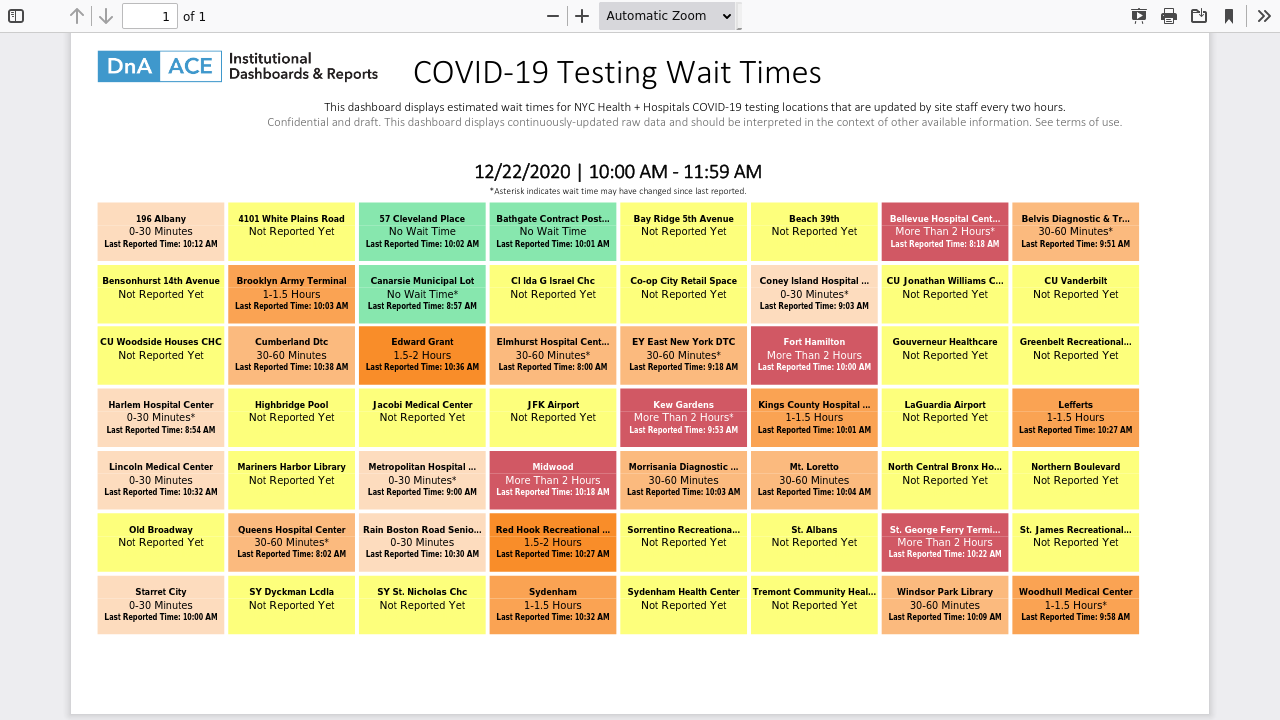 1 of 1 Automatic Zoom
DnA ACE Institutional Dashboards & Reports
COVID-19 Testing Wait Times
This dashboard displays estimated wait times for NYC Health + Hospitals COVID-19 testing locations that are updated by site staff every two hours.
Confidential and draft. This dashboard displays continuously-updated raw data and should be interpreted in the context of other available information. See terms of use.
12/22/2020 | 10:00 AM - 11:59 AM
*Asterisk indicates wait time may have changed since last reported.
196 Albany
0-30 Minutes
Last Reported Time: 10:12 AM
4101 White Plains Road
Not Reported Yet
57 Cleveland Place
No Wait Time
Last Reported Time: 10:02 AM
Bathgate Contract Post...
No Wait Time
Last Reported Time: 10:01 AM
Bay Ridge 5th Avenue
Not Reported Yet
Beach 39th
Not Reported Yet
Bellevue Hospital Cent...
More Than 2 Hours*
Last Reported Time: 8:18 AM
Belvis Diagnostic & Tr...
30-60 Minutes*
Last Reported Time: 9:51 AM
Bensonhurst 14th Avenue
Not Reported Yet
Brooklyn Army Terminal
1-1.5 Hours
Last Reported Time: 10:03 AM
Canarsie Municipal Lot
No Wait Time*
Last Reported Time: 8:57 AM
CI Ida G Israel Chc
Not Reported Yet
Co-op City Retail Space
Not Reported Yet
Coney Island Hospital ...
0-30 Minutes*
Last Reported Time: 9:03 AM
CU Jonathan Williams C...
Not Reported Yet
CU Vanderbilt
Not Reported Yet
CU Woodside Houses CHC
Not Reported Yet
Cumberland Dtc
30-60 Minutes
Last Reported Time: 10:38 AM
Edward Grant
1.5-2 Hours
Last Reported Time: 10:36 AM
Elmhurst Hospital Cent...
30-60 Minutes*
Last Reported Time: 8:00 AM
EY East New York DTC
30-60 Minutes*
Last Reported Time: 9:18 AM
Fort Hamilton
More Than 2 Hours
Last Reported Time: 10:00 AM
Gouverneur Healthcare
Not Reported Yet
Greenbelt Recreational...
Not Reported Yet
Harlem Hospital Center
0-30 Minutes*
Last Reported Time: 8:54 AM
Highbridge Pool
Not Reported Yet
Jacobi Medical Center
Not Reported Yet
JFK Airport
Not Reported Yet
Kew Gardens
More Than 2 Hours*
Last Reported Time: 9:53 AM
Kings County Hospital ...
1-1.5 Hours
Last Reported Time: 10:01 AM
LaGuardia Airport
Not Reported Yet
Lefferts
1-1.5 Hours
Last Reported Time: 10:27 AM
Lincoln Medical Center
0-30 Minutes
Last Reported Time: 10:32 AM
Mariners Harbor Library
Not Reported Yet
Metropolitan Hospital ...
0-30 Minutes*
Last Reported Time: 9:00 AM
Midwood
More Than 2 Hours
Last Reported Time: 10:18 AM
Morrisania Diagnostic ...
30-60 Minutes
Last Reported Time: 10:03 AM
Mt. Loretto
30-60 Minutes
Last Reported Time: 10:04 AM
North Central Bronx Ho...
Not Reported Yet
Northern Boulevard
Not Reported Yet
Old Broadway
Not Reported Yet
Queens Hospital Center
30-60 Minutes*
Last Reported Time: 8:02 AM
Rain Boston Road Senio...
0-30 Minutes
Last Reported Time: 10:30 AM
Red Hook Recreational ...
1.5-2 Hours
Last Reported Time: 10:27 AM
Sorrentino Recreationa...
Not Reported Yet
St. Albans
Not Reported Yet
St. George Ferry Termi...
More Than 2 Hours
Last Reported Time: 10:22 AM
St. James Recreational...
Not Reported Yet
Starret City
0-30 Minutes
Last Reported Time: 10:00 AM
SY Dyckman Lcdla
Not Reported Yet
SY St. Nicholas Chc
Not Reported Yet
Sydenham
1-1.5 Hours
Last Reported Time: 10:32 AM
Sydenham Health Center
Not Reported Yet
Tremont Community Heal...
Not Reported Yet
Windsor Park Library
30-60 Minutes
Last Reported Time: 10:09 AM
Woodhull Medical Center
1-1.5 Hours*
Last Reported Time: 9:58 AM